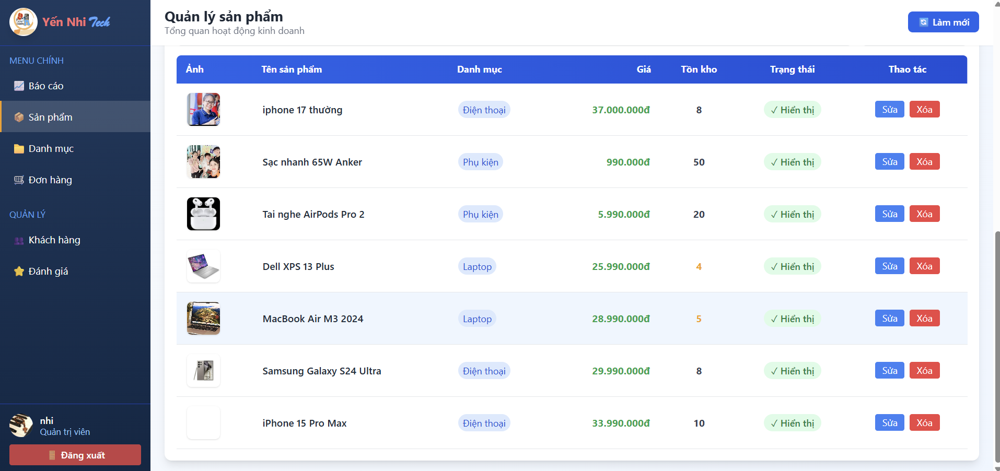 Yến Nhi Tech
MENU CHÍNH
Báo cáo
Sản phẩm
Danh mục
Đơn hàng
QUẢN LÝ
Khách hàng
Đánh giá
nhi
Quản trị viên
Đăng xuất
Quản lý sản phẩm
Tổng quan hoạt động kinh doanh
Làm mới
Ảnh Tên sản phẩm Danh mục Giá Tồn kho Trạng thái Thao tác
iphone 17 thường Điện thoại 37.000.000đ 8 ✓ Hiển thị Sửa Xóa
Sạc nhanh 65W Anker Phụ kiện 990.000đ 50 ✓ Hiển thị Sửa Xóa
Tai nghe AirPods Pro 2 Phụ kiện 5.990.000đ 20 ✓ Hiển thị Sửa Xóa
Dell XPS 13 Plus Laptop 25.990.000đ 4 ✓ Hiển thị Sửa Xóa
MacBook Air M3 2024 Laptop 28.990.000đ 5 ✓ Hiển thị Sửa Xóa
Samsung Galaxy S24 Ultra Điện thoại 29.990.000đ 8 ✓ Hiển thị Sửa Xóa
iPhone 15 Pro Max Điện thoại 33.990.000đ 10 ✓ Hiển thị Sửa Xóa